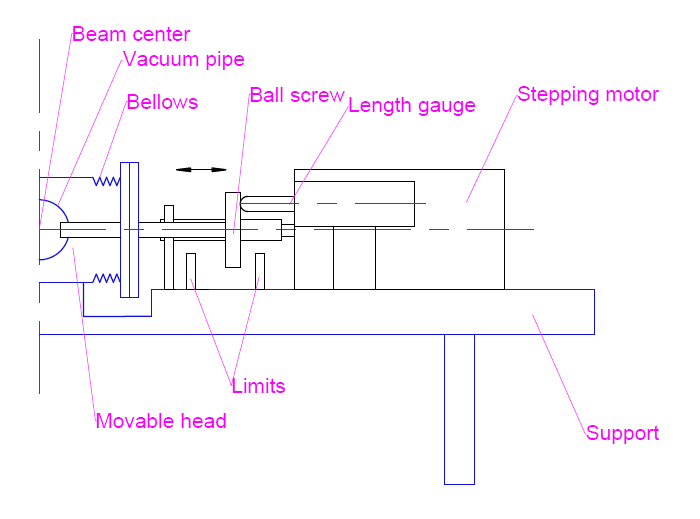 Beam center
Vacuum pipe
Bellows
Ball screw
Length gauge
Stepping motor
Limits
Movable head
Support